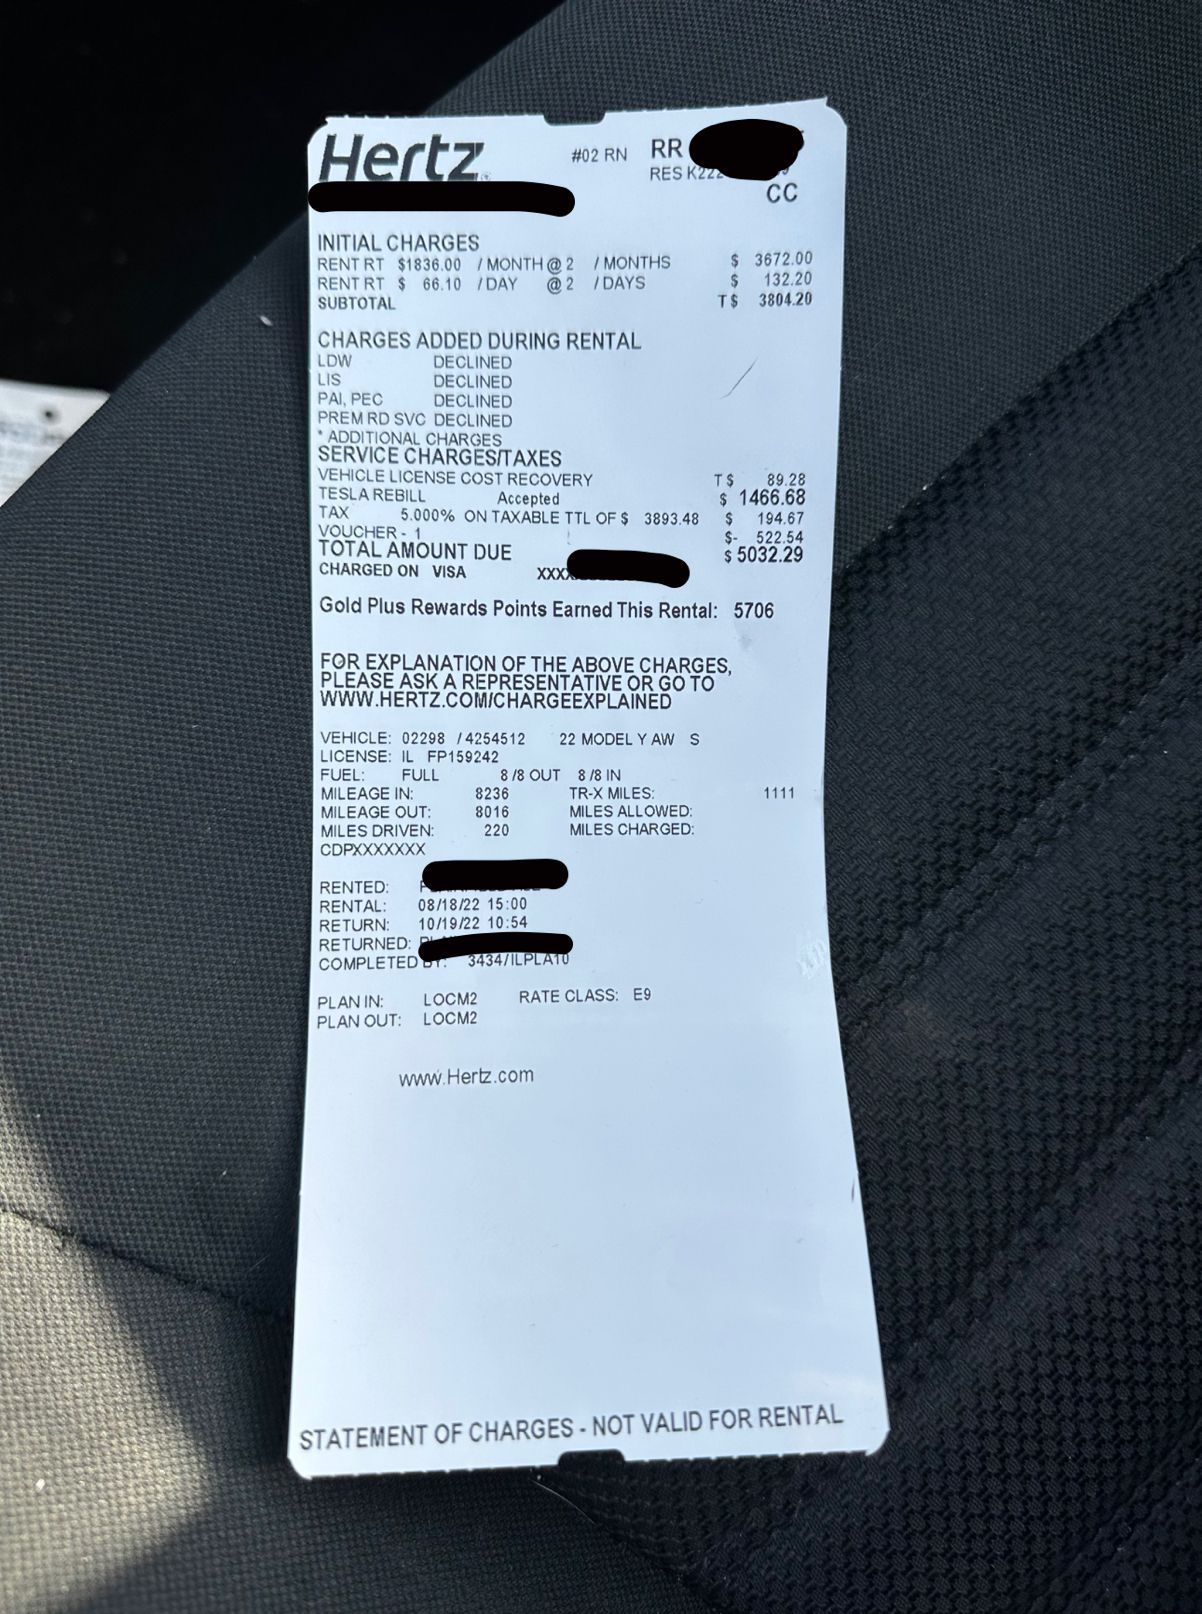 Hertz
#02 RN RR
RES K222
CC
INITIAL CHARGES
RENT RT $1836.00 / MONTH @ 2 / MONTHS $ 3672.00
RENT RT $ 66.10 / DAY @ 2 / DAYS $ 132.20
SUBTOTAL T $ 3804.20
CHARGES ADDED DURING RENTAL
LDW DECLINED
LIS DECLINED
PAI, PEC DECLINED
PREM RD SVC DECLINED
* ADDITIONAL CHARGES
SERVICE CHARGES/TAXES
VEHICLE LICENSE COST RECOVERY T $ 89.28
TESLA REBILL Accepted $ 1466.68
TAX 5.000% ON TAXABLE TTL OF $ 3893.48 $ 194.67
VOUCHER - 1 $- 522.54
TOTAL AMOUNT DUE $ 5032.29
CHARGED ON VISA XXXX
Gold Plus Rewards Points Earned This Rental: 5706
FOR EXPLANATION OF THE ABOVE CHARGES,
PLEASE ASK A REPRESENTATIVE OR GO TO
WWW.HERTZ.COM/CHARGEEXPLAINED
VEHICLE: 02298 / 4254512 22 MODEL Y AW S
LICENSE: IL FP159242
FUEL: FULL 8/8 OUT 8/8 IN
MILEAGE IN: 8236 TR-X MILES: 1111
MILEAGE OUT: 8016 MILES ALLOWED:
MILES DRIVEN: 220 MILES CHARGED:
CDPXXXXXXX
RENTED:
RENTAL: 08/18/22 15:00
RETURN: 10/19/22 10:54
RETURNED:
COMPLETED BY: 3434/ILPLA10
PLAN IN: LOCM2 RATE CLASS: E9
PLAN OUT: LOCM2
www.Hertz.com
STATEMENT OF CHARGES - NOT VALID FOR RENTAL